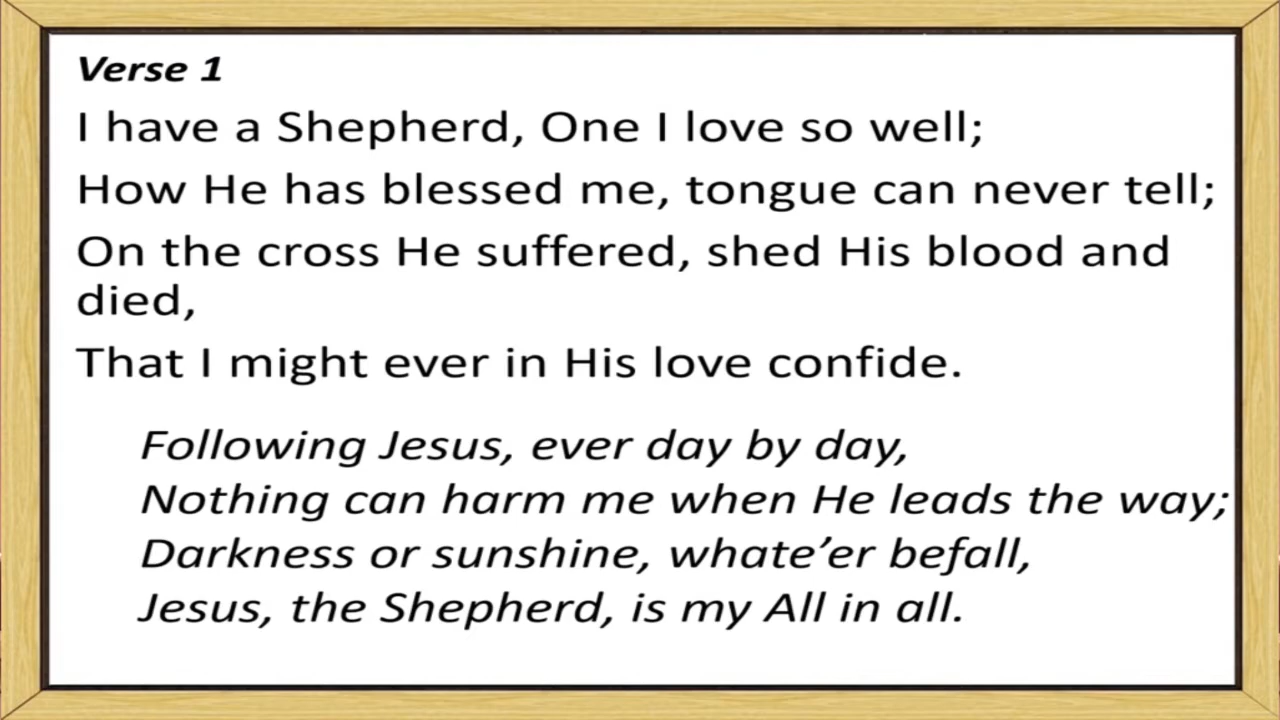 Verse 1
I have a Shepherd, One I love so well;
How He has blessed me, tongue can never tell;
On the cross He suffered, shed His blood and
died,
That I might ever in His love confide.
Following Jesus, ever day by day,
Nothing can harm me when He leads the way;
Darkness or sunshine, whate’er befall,
Jesus, the Shepherd, is my All in all.